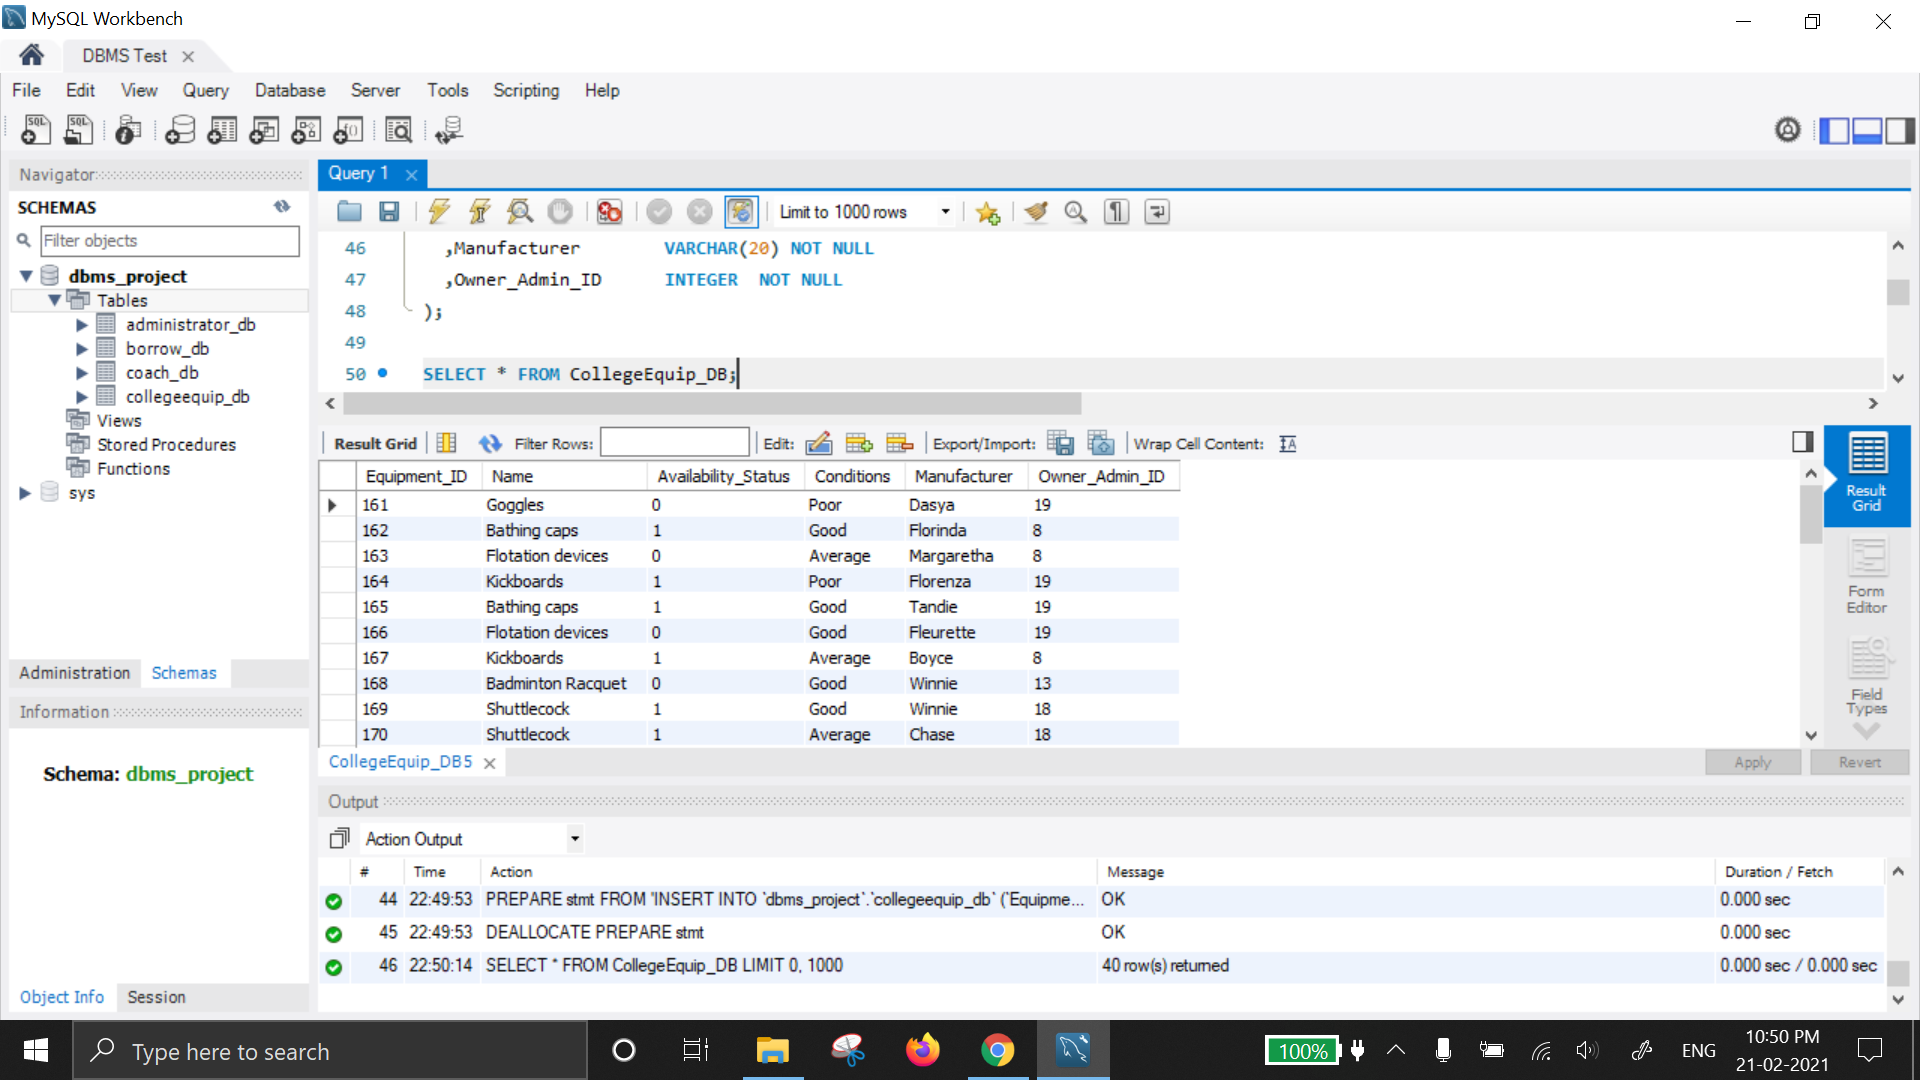 MySQL Workbench
DBMS Test
File Edit View Query Database Server Tools Scripting Help
Navigator
SCHEMAS
Filter objects
dbms_project
Tables
administrator_db
borrow_db
coach_db
collegeequip_db
Views
Stored Procedures
Functions
sys
Administration Schemas
Information
Schema: dbms_project
Object Info Session
Query 1
Limit to 1000 rows
46 ,Manufacturer VARCHAR(20) NOT NULL
47 ,Owner_Admin_ID INTEGER NOT NULL
48 );
49
50 SELECT * FROM CollegeEquip_DB;
Result Grid Filter Rows: Edit: Export/Import: Wrap Cell Content:
Equipment_ID Name Availability_Status Conditions Manufacturer Owner_Admin_ID
161 Goggles 0 Poor Dasya 19
162 Bathing caps 1 Good Florinda 8
163 Flotation devices 0 Average Margaretha 8
164 Kickboards 1 Poor Florenza 19
165 Bathing caps 1 Good Tandie 19
166 Flotation devices 0 Good Fleurette 19
167 Kickboards 1 Average Boyce 8
168 Badminton Racquet 0 Good Winnie 13
169 Shuttlecock 1 Good Winnie 18
170 Shuttlecock 1 Average Chase 18
Result
Grid
Form
Editor
Field
Types
CollegeEquip_DB5
Apply Revert
Output
Action Output
# Time Action Message Duration / Fetch
44 22:49:53 PREPARE stmt FROM 'INSERT INTO `dbms_project`.`collegeequip_db` (`Equipme... OK 0.000 sec
45 22:49:53 DEALLOCATE PREPARE stmt OK 0.000 sec
46 22:50:14 SELECT * FROM CollegeEquip_DB LIMIT 0, 1000 40 row(s) returned 0.000 sec / 0.000 sec
Type here to search
100%
ENG
10:50 PM
21-02-2021